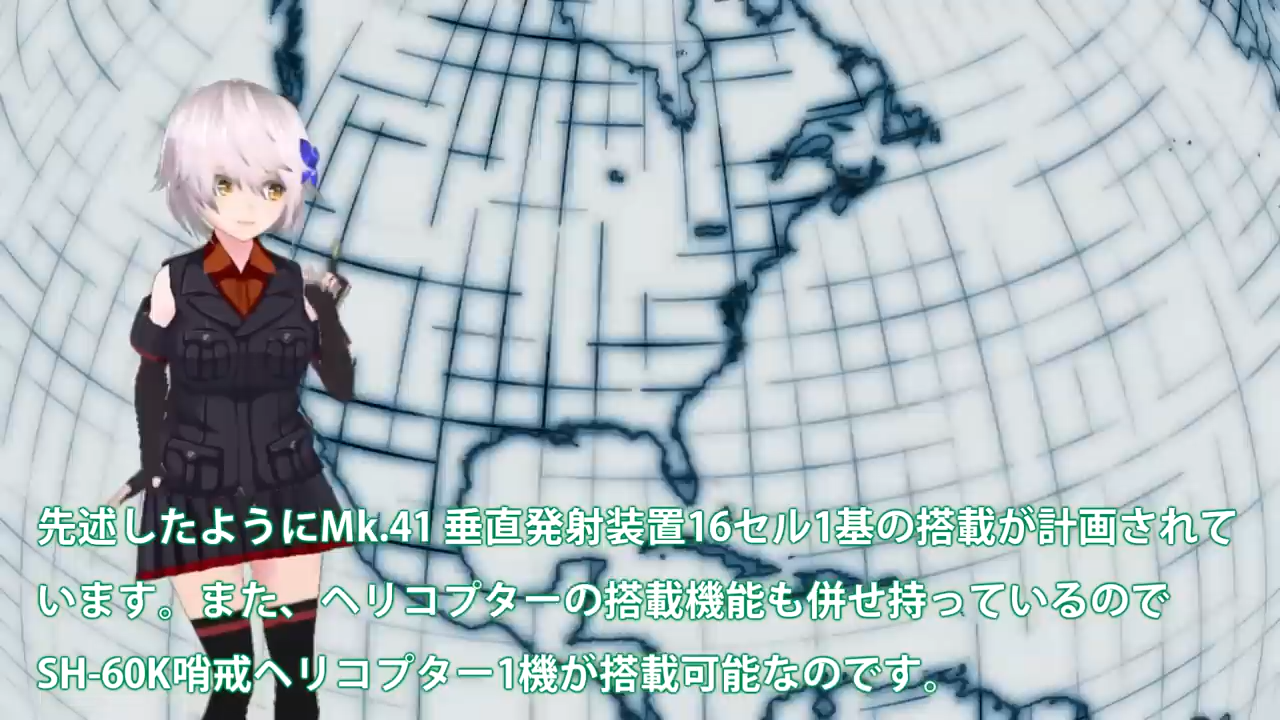 先述したようにMk.41 垂直発射装置16セル1基の搭載が計画されて
います。また、ヘリコプターの搭載機能も併せ持っているので
SH-60K哨戒ヘリコプター1機が搭載可能なのです。